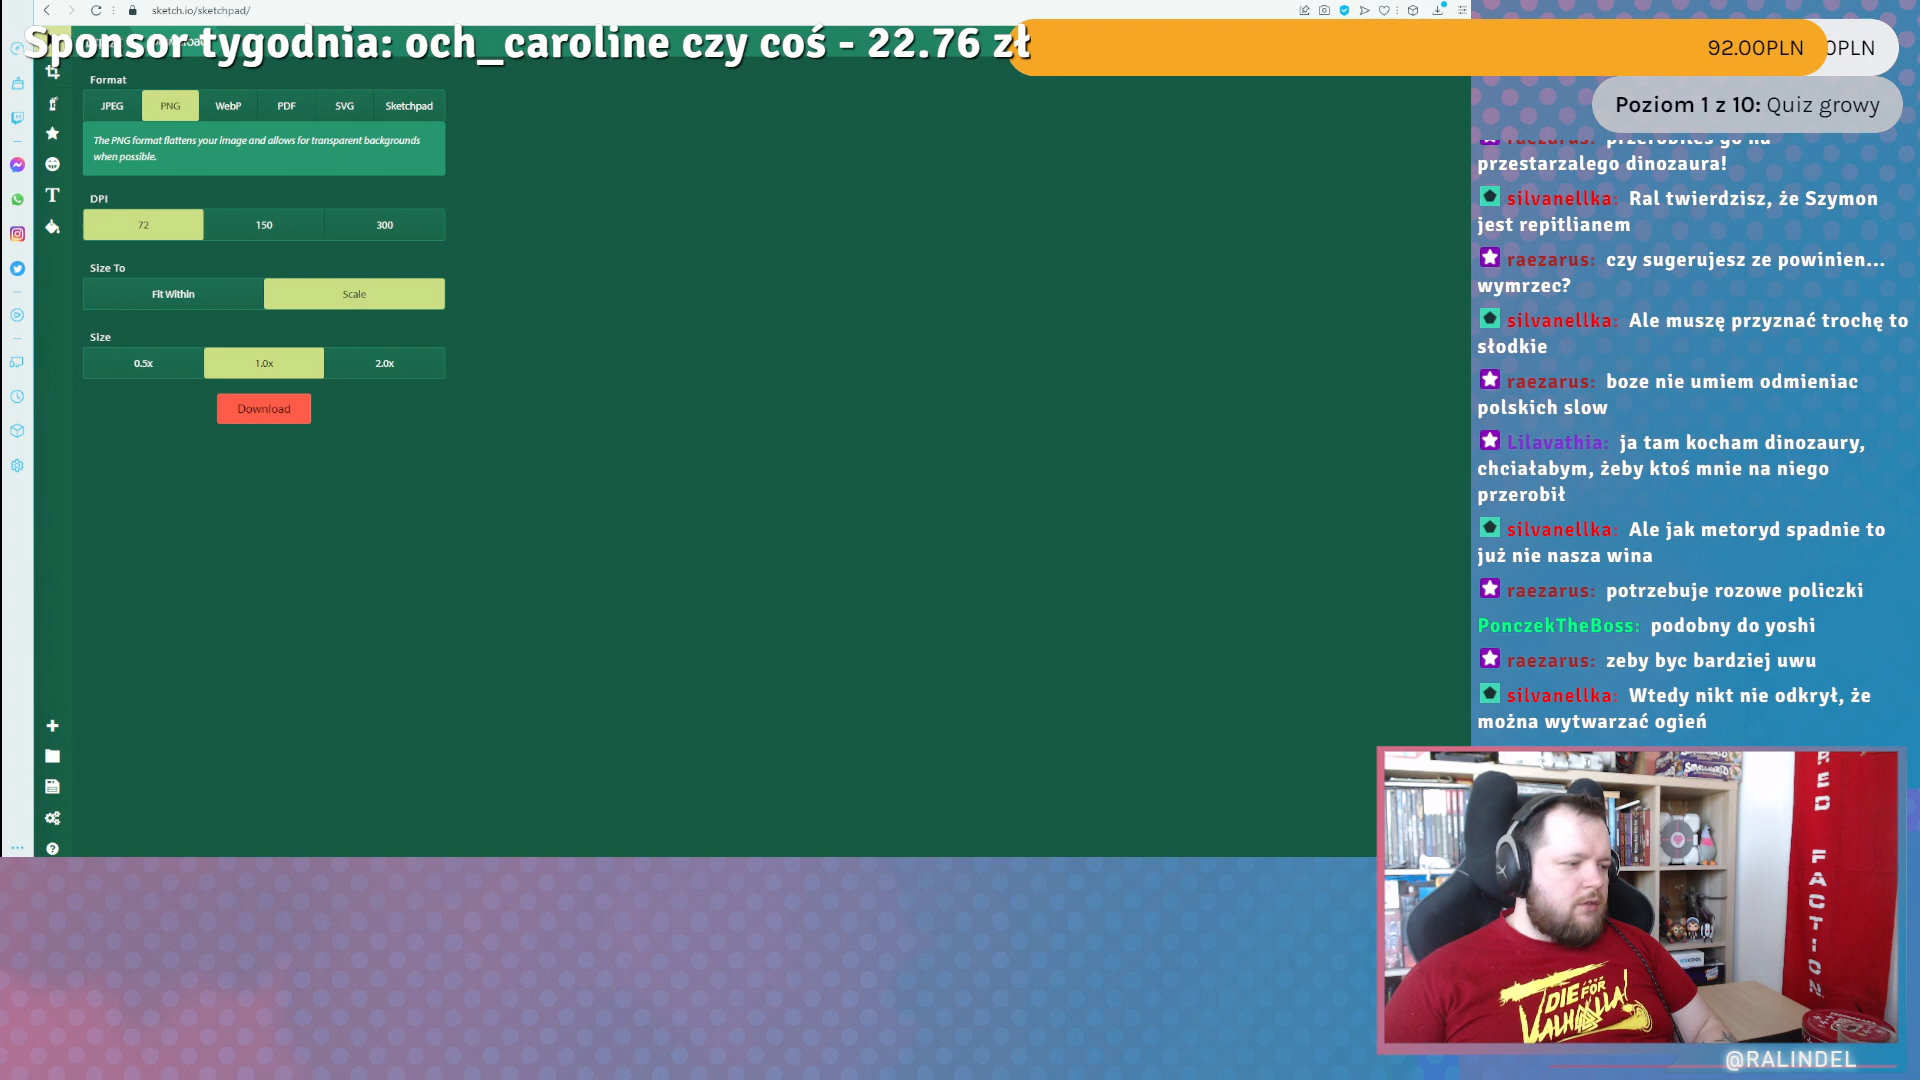 sketch.io/sketchpad/
Sponsor tygodnia: och_caroline czy coś - 22.76 zł
92.00PLN
0PLN
Poziom 1 z 10: Quiz growy
Format
JPEG
PNG
WebP
PDF
SVG
Sketchpad
The PNG format flattens your image and allows for transparent backgrounds
when possible.
DPI
72
150
300
Size To
Fit Within
Scale
Size
0.5x
1.0x
2.0x
Download
raezarus: przerobiles go na
przestarzalego dinozaura!
silvanellka: Ral twierdzisz, że Szymon
jest repitlianem
raezarus: czy sugerujesz ze powinien...
wymrzec?
silvanellka: Ale muszę przyznać trochę to
słodkie
raezarus: boze nie umiem odmieniac
polskich slow
Lilavathia: ja tam kocham dinozaury,
chciałabym, żeby ktoś mnie na niego
przerobił
silvanellka: Ale jak metoryd spadnie to
już nie nasza wina
raezarus: potrzebuje rozowe policzki
PonczekTheBoss: podobny do yoshi
raezarus: zeby byc bardziej uwu
silvanellka: Wtedy nikt nie odkrył, że
można wytwarzać ogień
SMALLWORLD
RED FACTION
DIE FOR
VALHALLA!
@RALINDEL